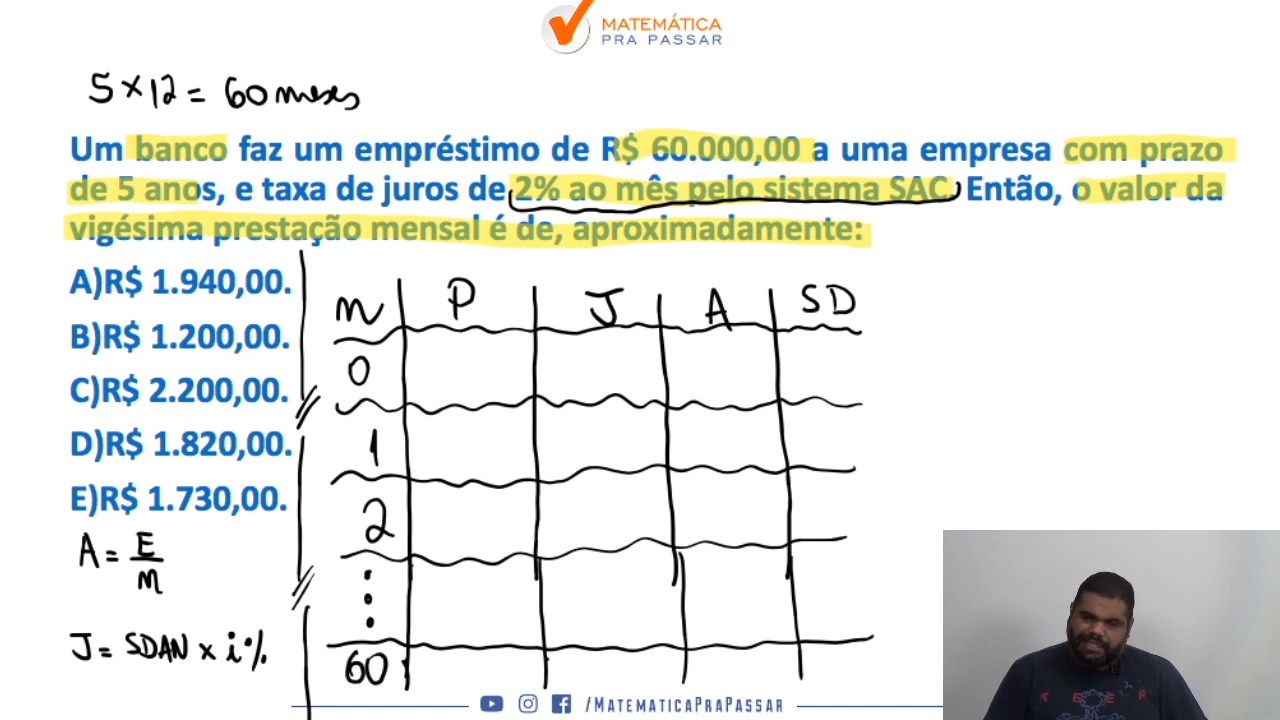 MATEMÁTICA
PRA PASSAR
5 × 12 = 60 meses
Um banco faz um empréstimo de R$ 60.000,00 a uma empresa com prazo
de 5 anos, e taxa de juros de 2% ao mês pelo sistema SAC. Então, o valor da
vigésima prestação mensal é de, aproximadamente:
A)R$ 1.940,00.
B)R$ 1.200,00.
C)R$ 2.200,00.
D)R$ 1.820,00.
E)R$ 1.730,00.
A = E/n
J = SDAN × i%
n P J A SD
0
1
2
⋮
60
/MatematicaPraPassar
K E E P